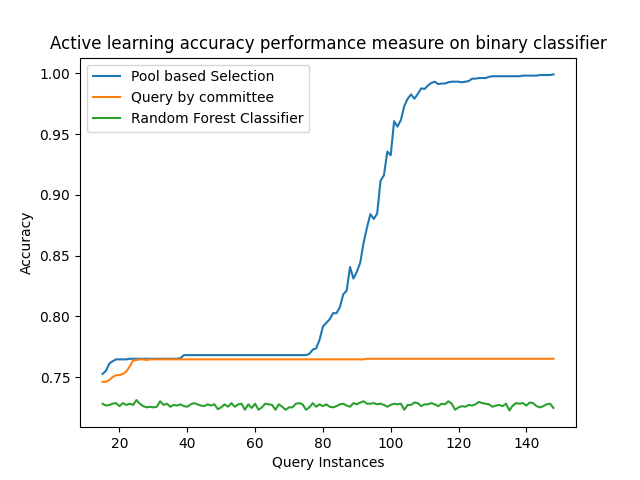 Active learning accuracy performance measure on binary classifier
Pool based Selection
Query by committee
Random Forest Classifier
Accuracy
1.00
0.95
0.90
0.85
0.80
0.75
20 40 60 80 100 120 140
Query Instances